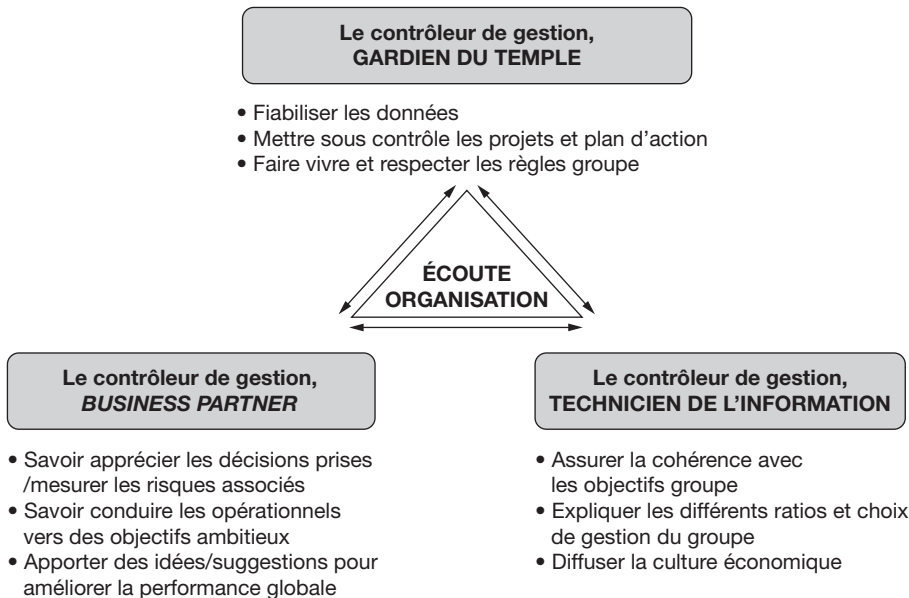 Le contrôleur de gestion,
GARDIEN DU TEMPLE
• Fiabiliser les données
• Mettre sous contrôle les projets et plan d’action
• Faire vivre et respecter les règles groupe
ÉCOUTE
ORGANISATION
Le contrôleur de gestion,
BUSINESS PARTNER
• Savoir apprécier les décisions prises
/mesurer les risques associés
• Savoir conduire les opérationnels
vers des objectifs ambitieux
• Apporter des idées/suggestions pour
améliorer la performance globale
Le contrôleur de gestion,
TECHNICIEN DE L’INFORMATION
• Assurer la cohérence avec
les objectifs groupe
• Expliquer les différents ratios et choix
de gestion du groupe
• Diffuser la culture économique